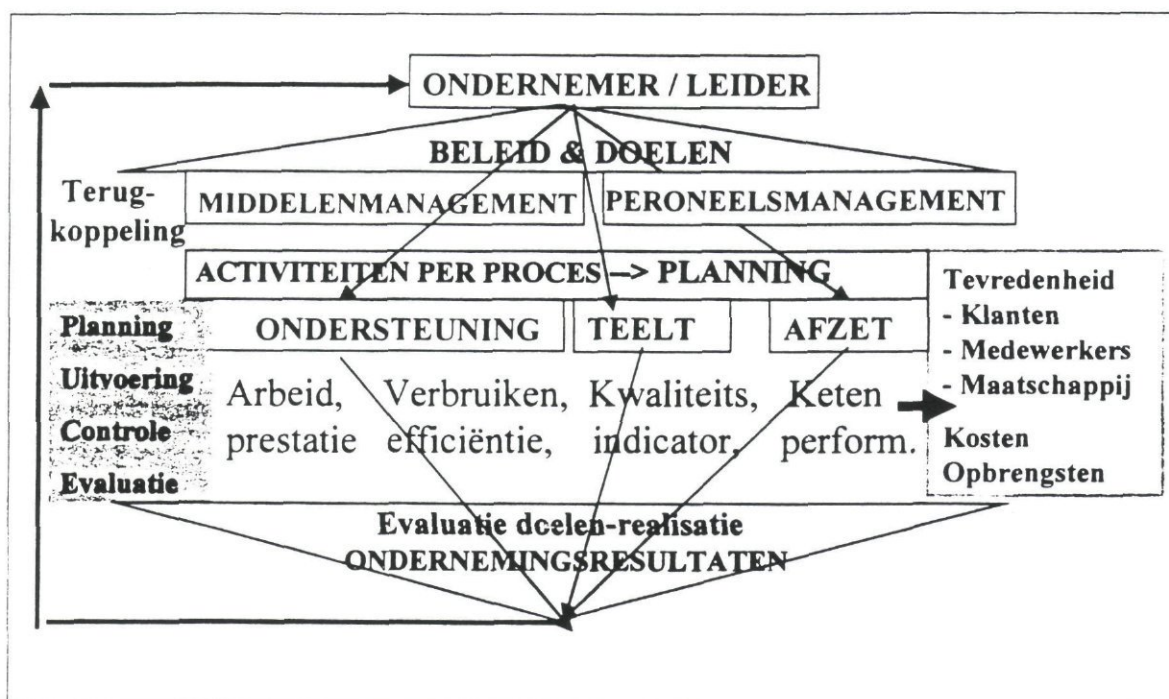 ONDERNEMER / LEIDER
BELEID & DOELEN
Terug-
koppeling
MIDDELENMANAGEMENT
PERONEELSMANAGEMENT
ACTIVITEITEN PER PROCES --> PLANNING
Planning
ONDERSTEUNING
TEELT
AFZET
Uitvoering
Controle
Evaluatie
Arbeid, Verbruiken, Kwaliteits, Keten
prestatie efficiëntie, indicator, perform.
Tevredenheid
- Klanten
- Medewerkers
- Maatschappij
Kosten
Opbrengsten
Evaluatie doelen-realisatie
ONDERNEMINGSRESULTATEN